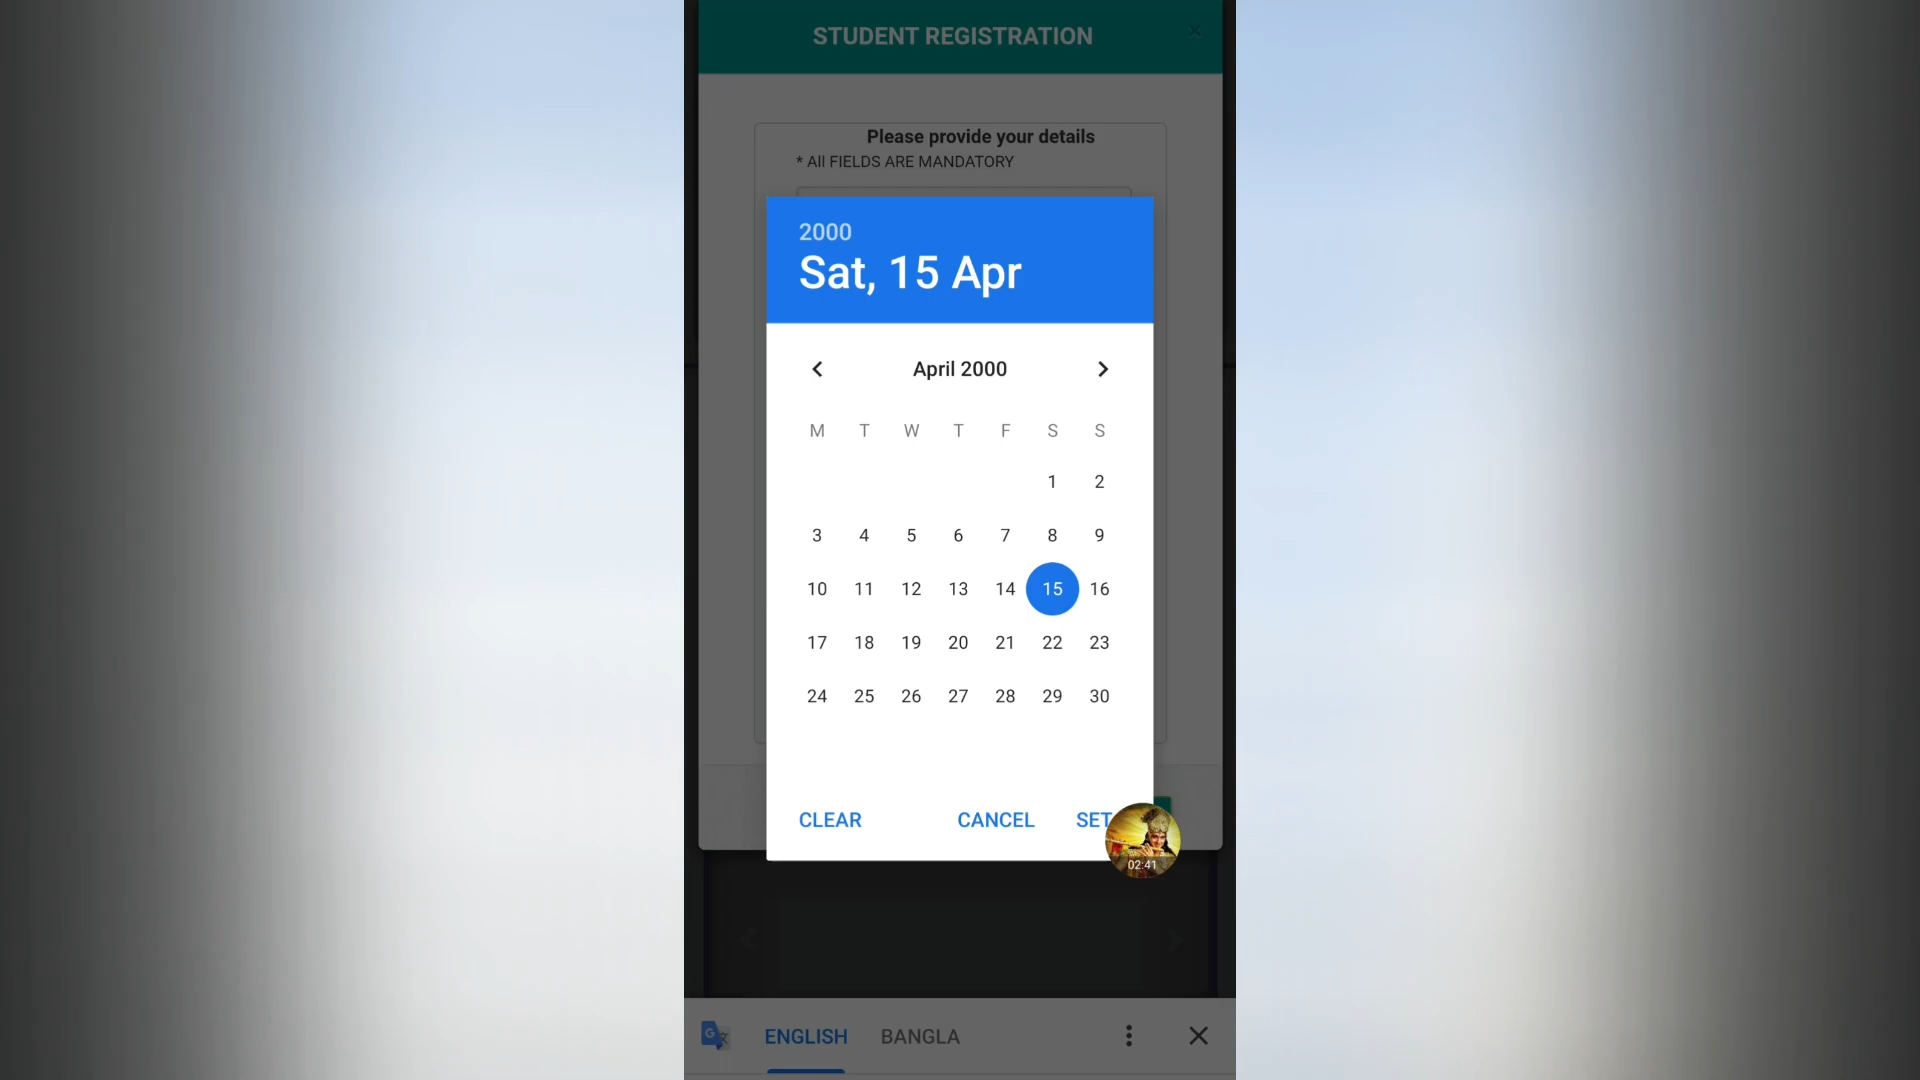 STUDENT REGISTRATION
×
Please provide your details
* All FIELDS ARE MANDATORY
2000
Sat, 15 Apr
April 2000
M T W T F S S
1 2
3 4 5 6 7 8 9
10 11 12 13 14 15 16
17 18 19 20 21 22 23
24 25 26 27 28 29 30
CLEAR CANCEL SET
02:41
ENGLISH BANGLA